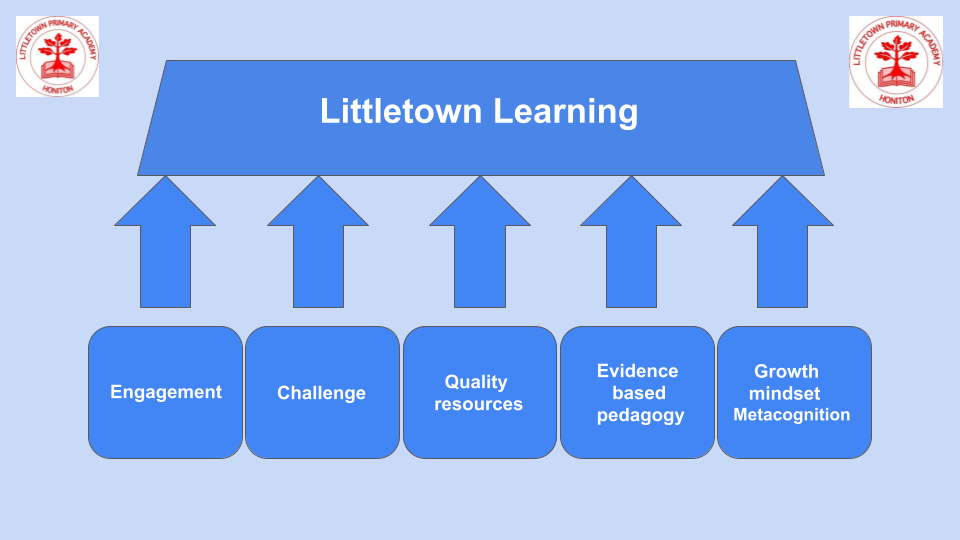 LITTLETOWN PRIMARY ACADEMY
HONITON
LITTLETOWN PRIMARY ACADEMY
HONITON
Littletown Learning
Engagement
Challenge
Quality
resources
Evidence
based
pedagogy
Growth
mindset
Metacognition